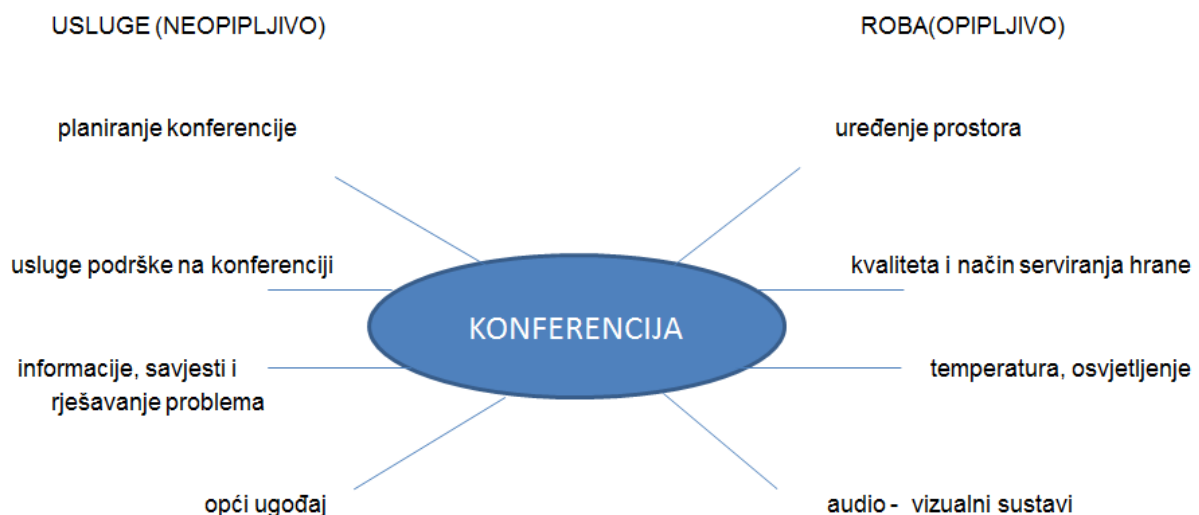 USLUGE (NEOPIPLJIVO)
ROBA(OPIPLJIVO)
planiranje konferencije
uređenje prostora
usluge podrške na konferenciji
kvaliteta i način serviranja hrane
KONFERENCIJA
informacije, savjesti i
rješavanje problema
temperatura, osvjetljenje
opći ugođaj
audio - vizualni sustavi